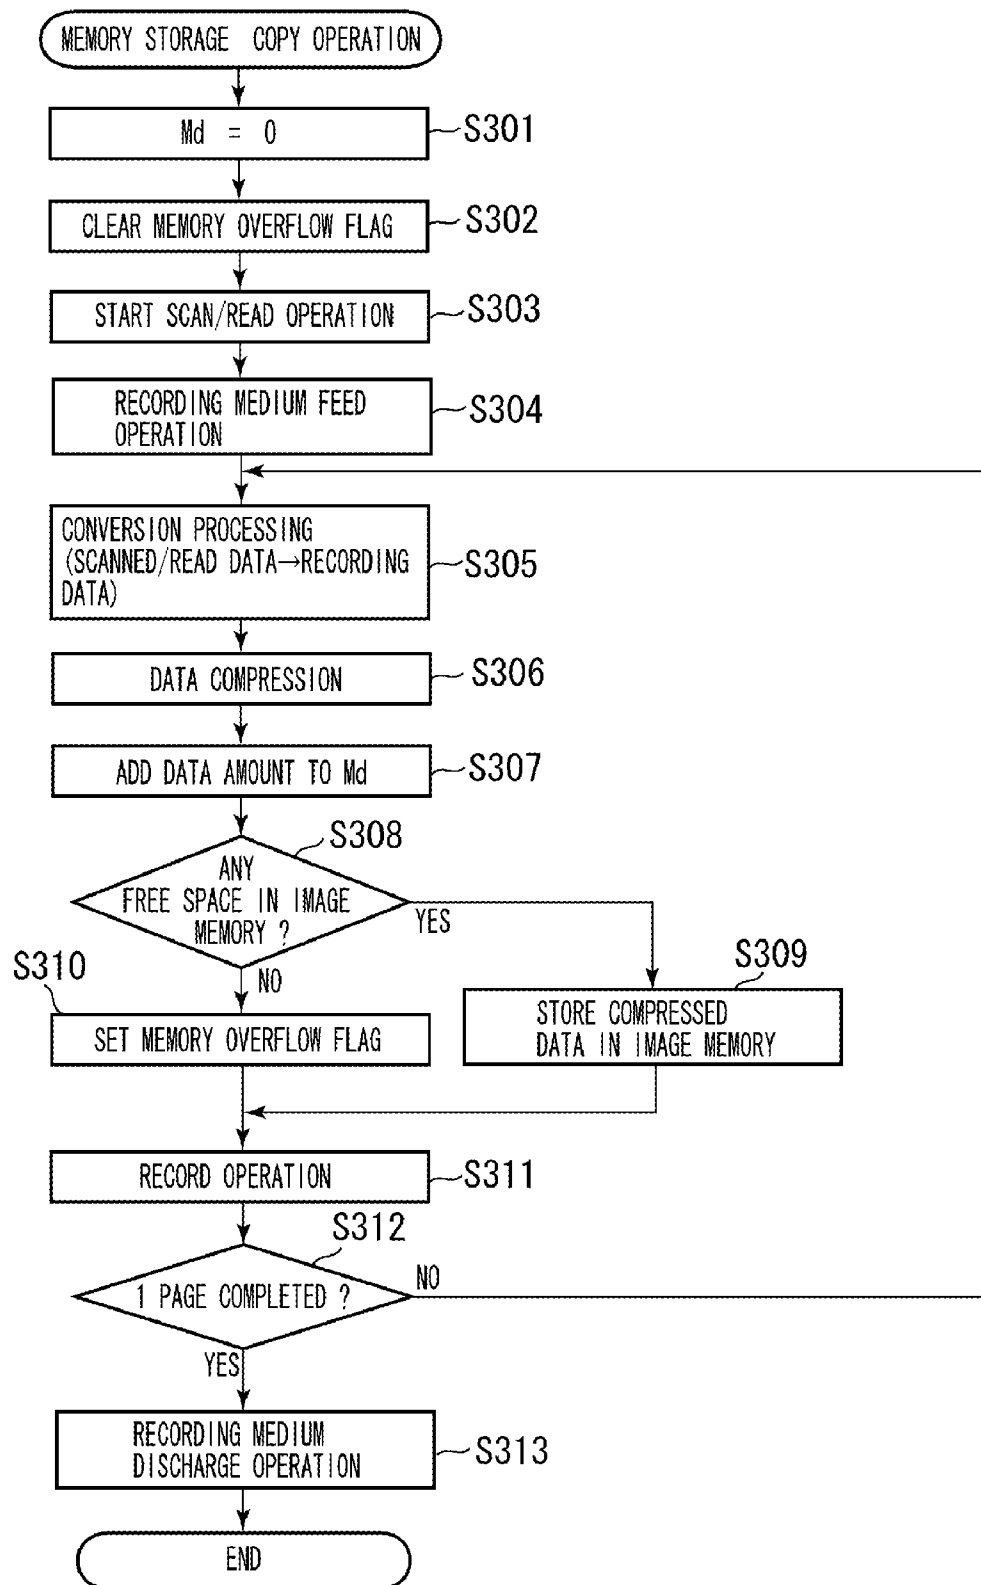 MEMORY STORAGE COPY OPERATION
Md = 0
S301
CLEAR MEMORY OVERFLOW FLAG
S302
START SCAN/READ OPERATION
S303
RECORDING MEDIUM FEED
OPERATION
S304
CONVERSION PROCESSING
(SCANNED/READ DATA→RECORDING
DATA)
S305
DATA COMPRESSION
S306
ADD DATA AMOUNT TO Md
S307
S308
ANY
FREE SPACE IN IMAGE
MEMORY ?
YES
NO
S309
STORE COMPRESSED
DATA IN IMAGE MEMORY
S310
SET MEMORY OVERFLOW FLAG
RECORD OPERATION
S311
S312
1 PAGE COMPLETED ?
NO
YES
RECORDING MEDIUM
DISCHARGE OPERATION
S313
END